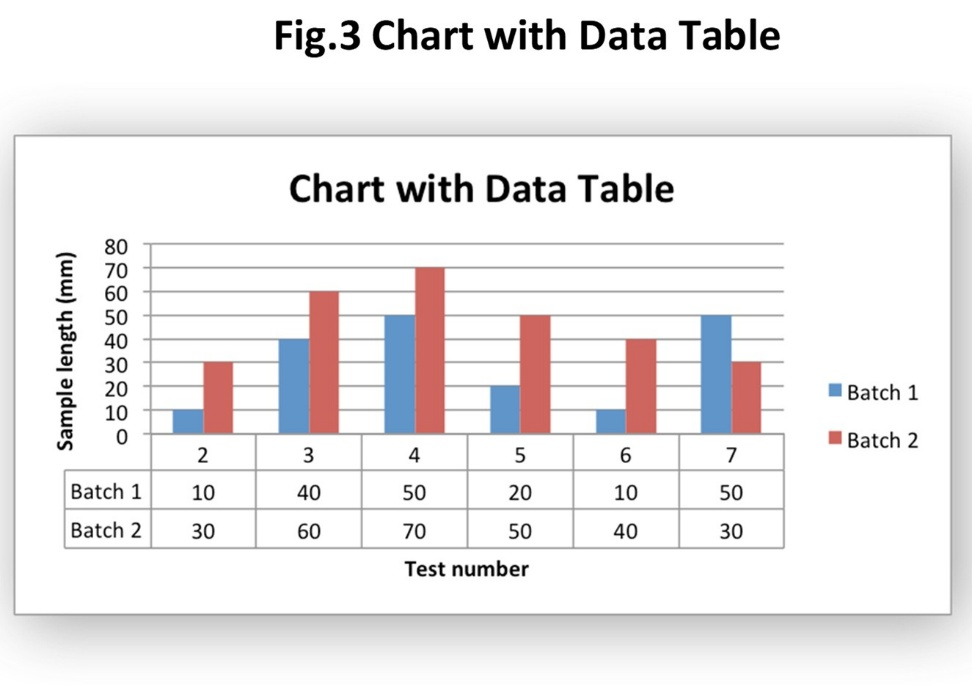 Fig.3 Chart with Data Table
Chart with Data Table
Sample length (mm)
80
70
60
50
40
30
20
10
0
2 3 4 5 6 7
Batch 1 10 40 50 20 10 50
Batch 2 30 60 70 50 40 30
Test number
Batch 1
Batch 2